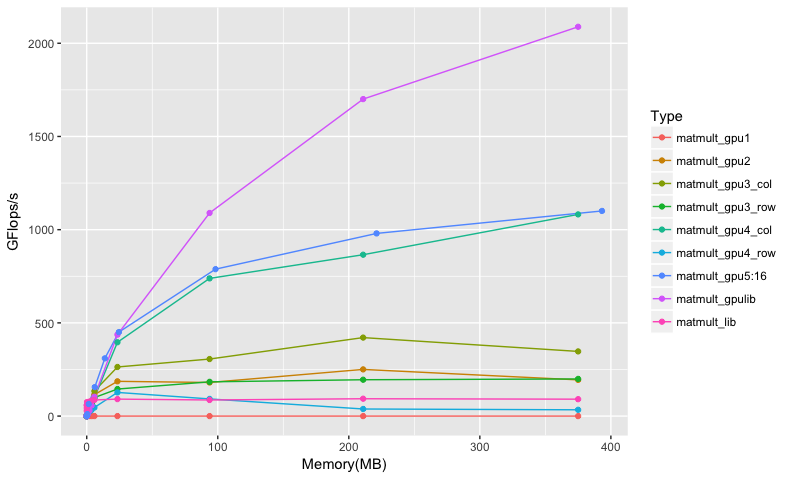 2000
1500
1000
500
0
GFlops/s
0 100 200 300 400
Memory(MB)
Type
matmult_gpu1
matmult_gpu2
matmult_gpu3_col
matmult_gpu3_row
matmult_gpu4_col
matmult_gpu4_row
matmult_gpu5:16
matmult_gpulib
matmult_lib